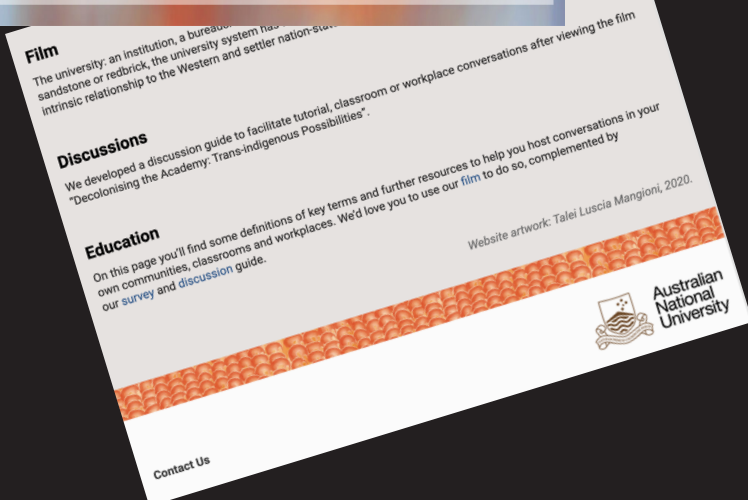 Film
The university: an institution, a
sandstone or redbrick, the university system has
intrinsic relationship to the Western and settler
Discussions
We developed a discussion guide to facilitate tutorial, classroom or workplace conversations after viewing the film
“Decolonising the Academy: Trans-indigenous Possibilities”.
Education
On this page you'll find some definitions of key terms and further resources to help you host conversations in your
own communities, classrooms and workplaces. We'd love you to use our film to do so, complemented by
our survey and discussion guide.
Website artwork: Talei Luscia Mangioni, 2020.
Australian
National
University
Contact Us